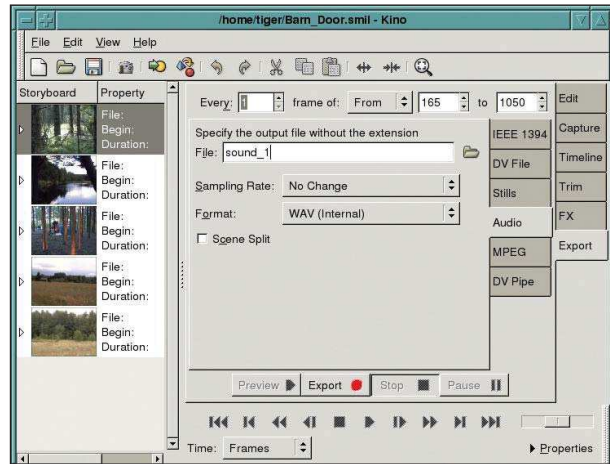 /home/tiger/Barn_Door.smil - Kino
File Edit View Help
Storyboard Property
File:
Begin:
Duration:
File:
Begin:
Duration:
File:
Begin:
Duration:
File:
Begin:
Duration:
File:
Begin:
Duration:
Every: 1 frame of: From 165 to 1050
Specify the output file without the extension
File: sound_1
Sampling Rate: No Change
Format: WAV (Internal)
Scene Split
IEEE 1394
DV File
Stills
Audio
MPEG
DV Pipe
Edit
Capture
Timeline
Trim
FX
Export
Preview Export Stop Pause
Time: Frames
Properties